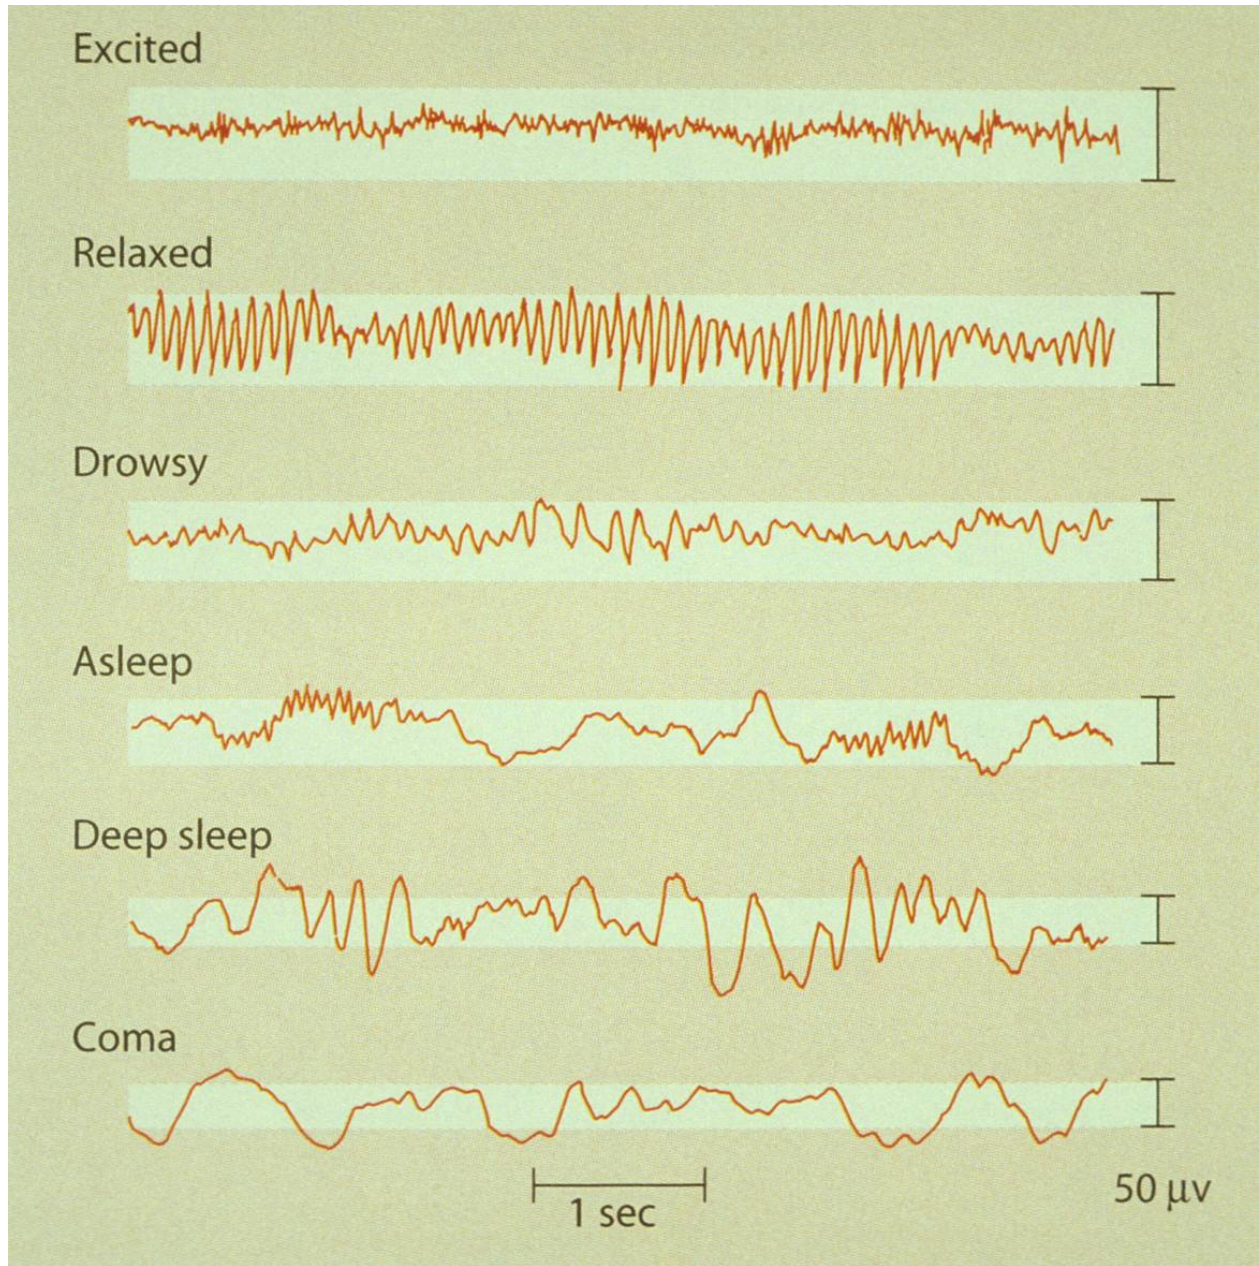 Excited
Relaxed
Drowsy
Asleep
Deep sleep
Coma
1 sec
50 μv